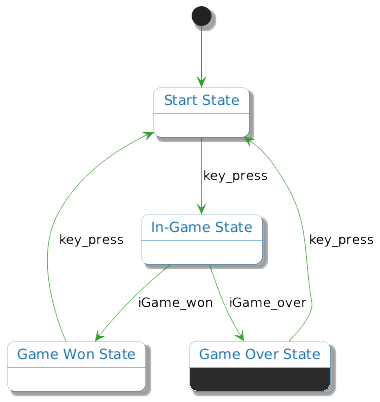 Start State
key_press
In-Game State
key_press
key_press
iGame_won
iGame_over
Game Won State
Game Over State